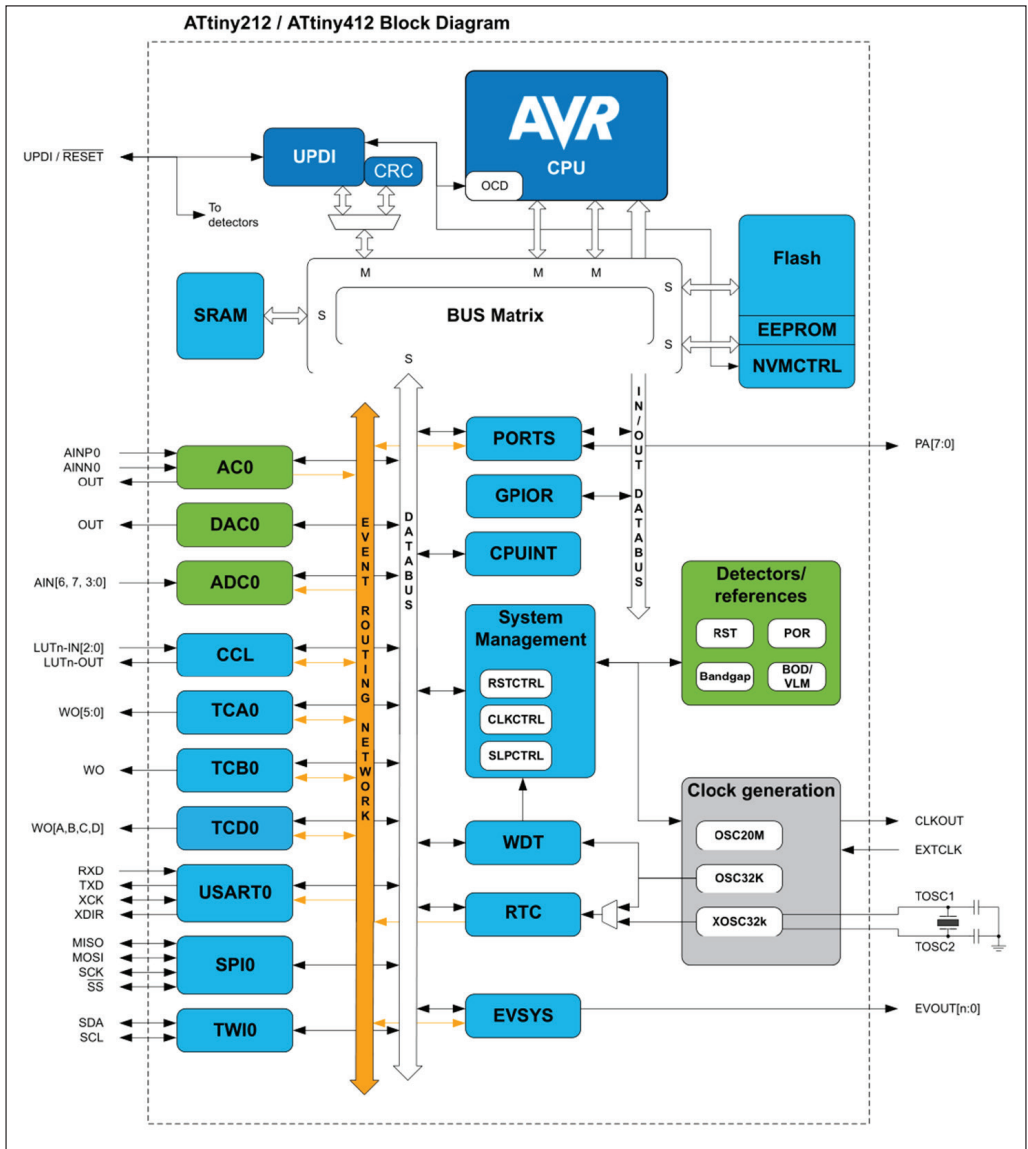 ATtiny212 / ATtiny412 Block Diagram
AVR
CPU
OCD
UPDI
CRC
UPDI / RESET
To
detectors
M
M
M
Flash
EEPROM
NVMCTRL
SRAM
S
BUS Matrix
S
S
S
IN/OUT DATABUS
EVENT ROUTING NETWORK
DATABUS
PORTS
PA[7:0]
AINP0
AINN0
OUT
AC0
GPIOR
OUT
DAC0
CPUINT
AIN[6, 7, 3:0]
ADC0
Detectors/
references
RST
POR
Bandgap
BOD/
VLM
System
Management
RSTCTRL
CLKCTRL
SLPCTRL
LUTn-IN[2:0]
LUTn-OUT
CCL
WO[5:0]
TCA0
WO
TCB0
Clock generation
OSC20M
OSC32K
XOSC32k
CLKOUT
EXTCLK
TOSC1
TOSC2
WO[A,B,C,D]
TCD0
WDT
RXD
TXD
XCK
XDIR
USART0
RTC
MISO
MOSI
SCK
SS
SPI0
EVSYS
EVOUT[n:0]
SDA
SCL
TWI0